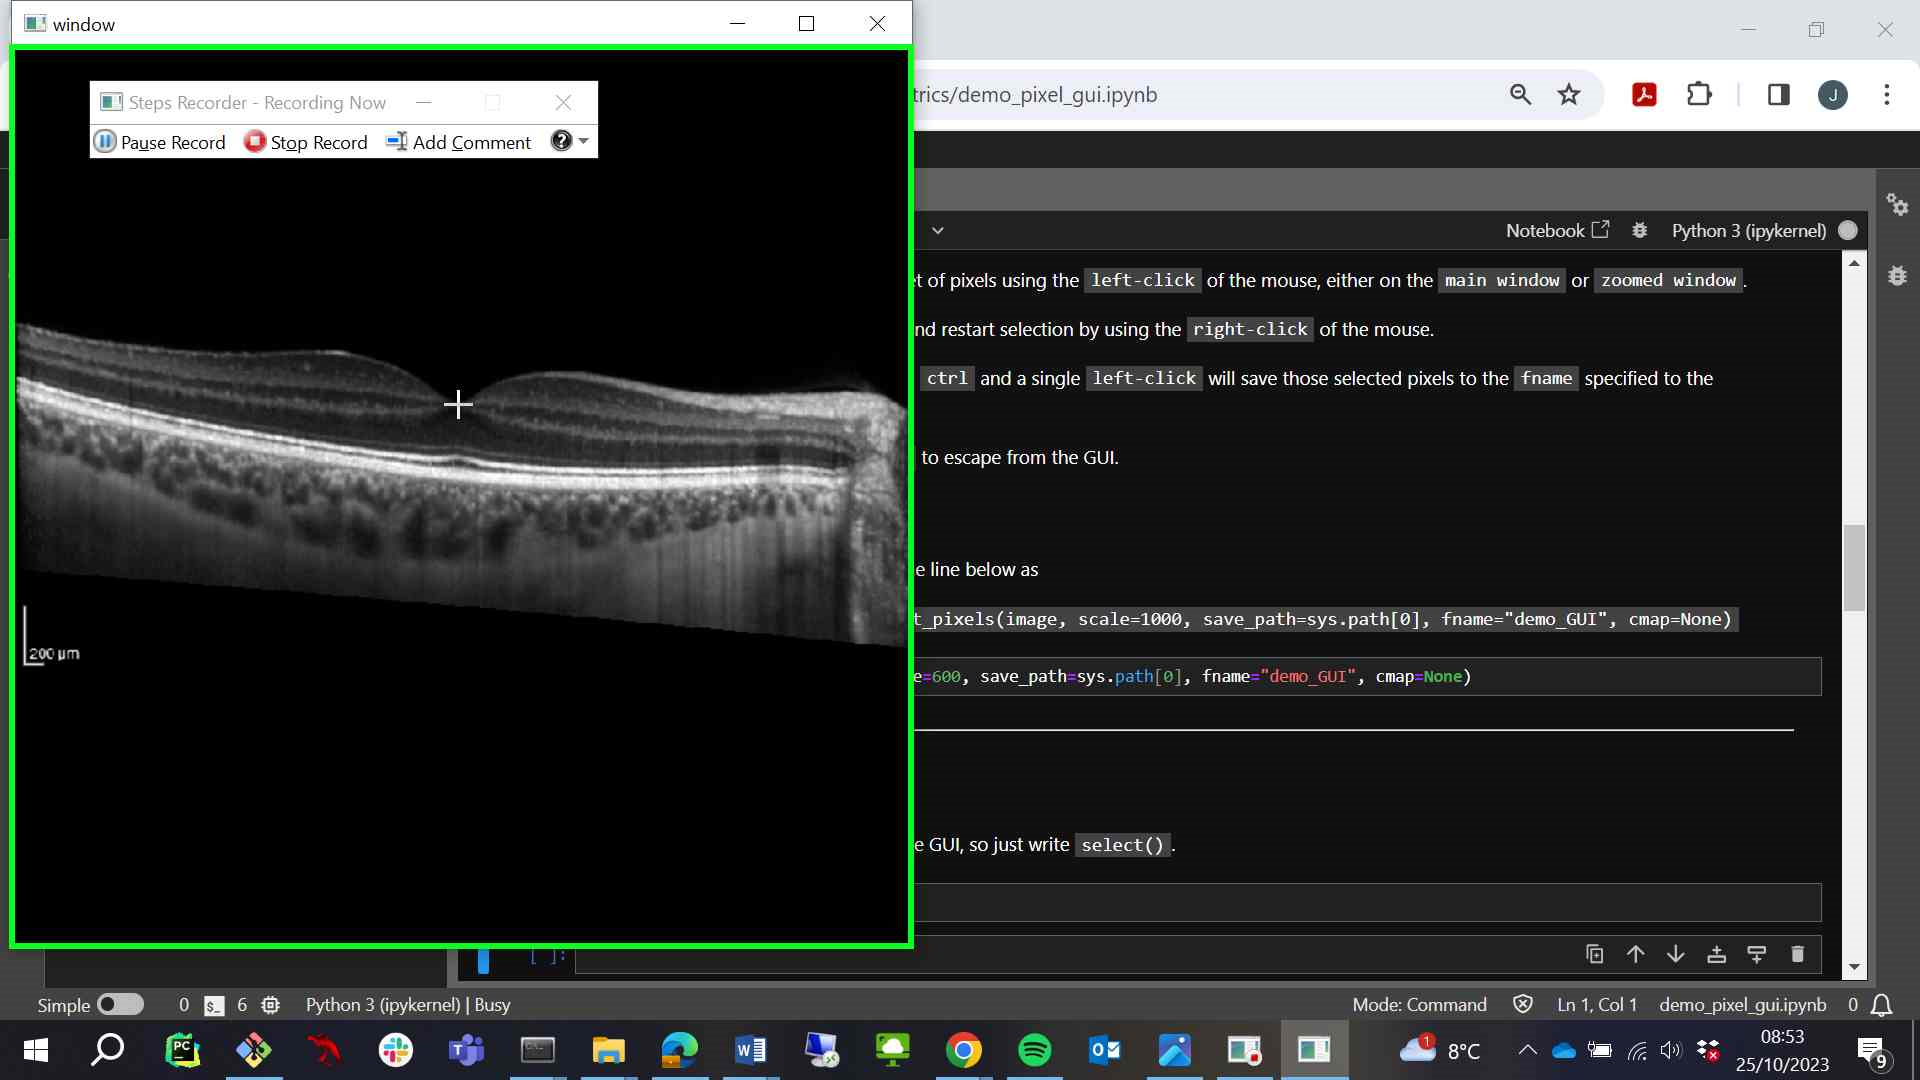 window
Steps Recorder - Recording Now
Pause Record Stop Record Add Comment
trics/demo_pixel_gui.ipynb
J
Notebook Python 3 (ipykernel)
of pixels using the left-click of the mouse, either on the main window or zoomed window.
nd restart selection by using the right-click of the mouse.
ctrl and a single left-click will save those selected pixels to the fname specified to the
to escape from the GUI.
e line below as
t_pixels(image, scale=1000, save_path=sys.path[0], fname="demo_GUI", cmap=None)
e=600, save_path=sys.path[0], fname="demo_GUI", cmap=None)
200 µm
e GUI, so just write select().
[ ]:
Simple 0 $_ 6 Python 3 (ipykernel) | Busy Mode: Command Ln 1, Col 1 demo_pixel_gui.ipynb 0
PC 1 8°C 08:53
25/10/2023 9